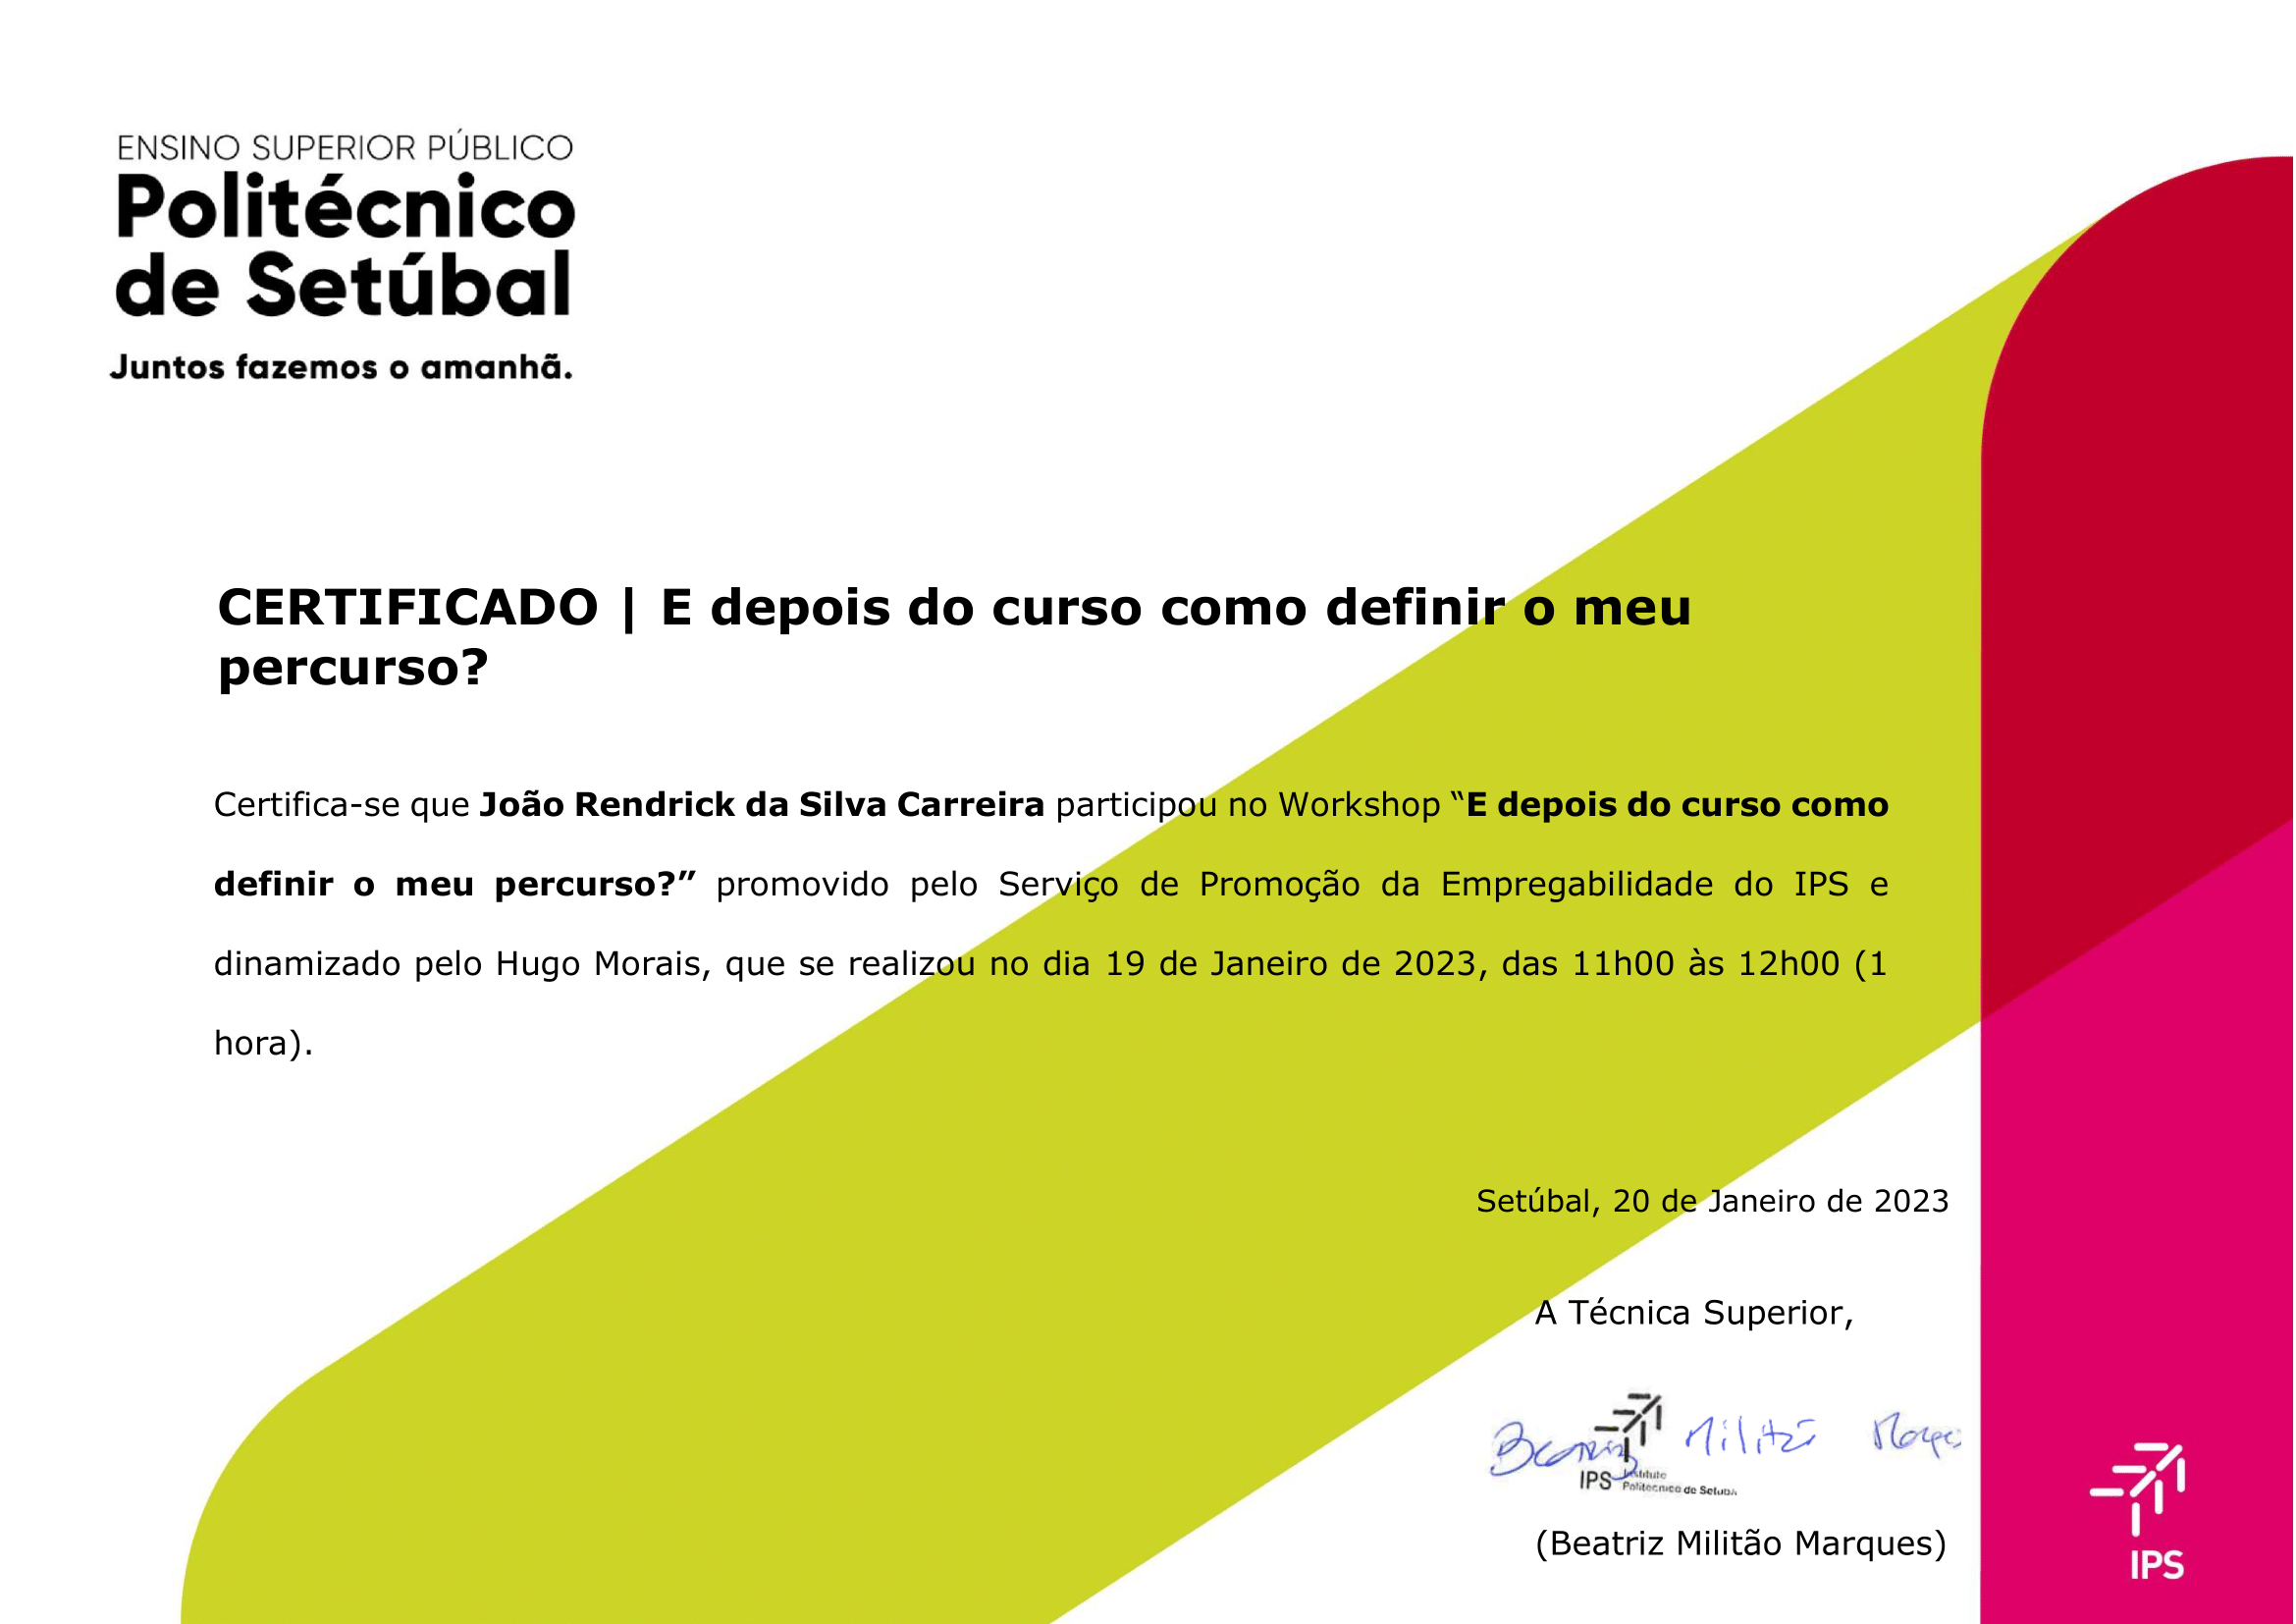 ENSINO SUPERIOR PÚBLICO
Politécnico
de Setúbal
Juntos fazemos o amanhã.
CERTIFICADO | E depois do curso como definir o meu
percurso?
Certifica-se que João Rendrick da Silva Carreira participou no Workshop “E depois do curso como
definir o meu percurso?” promovido pelo Serviço de Promoção da Empregabilidade do IPS e
dinamizado pelo Hugo Morais, que se realizou no dia 19 de Janeiro de 2023, das 11h00 às 12h00 (1
hora).
Setúbal, 20 de Janeiro de 2023
A Técnica Superior,
Beatriz Militão Marques
IPS Instituto
Politécnico de Setúbal
(Beatriz Militão Marques)
IPS